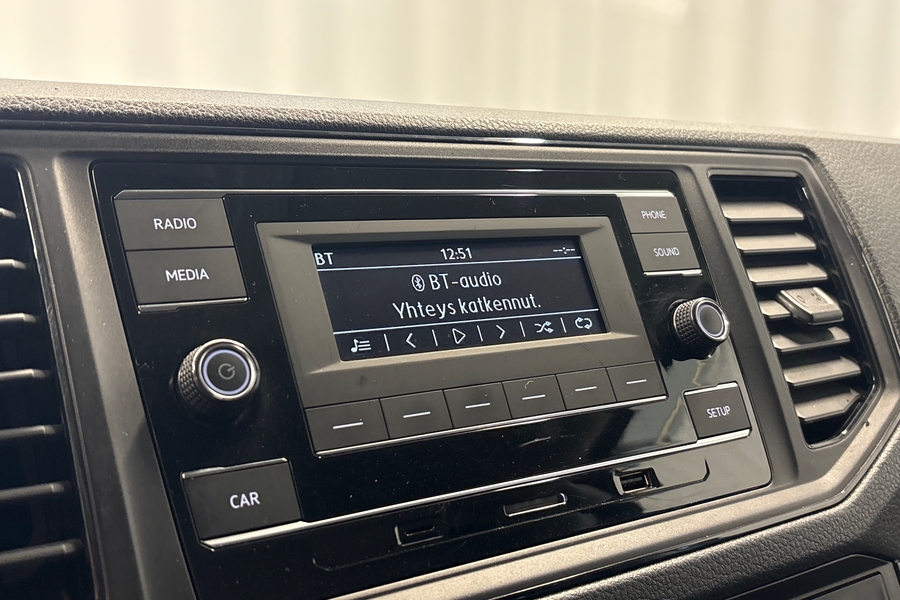 RADIO
MEDIA
BT 12:51 --:--
BT-audio
Yhteys katkennut.
PHONE
SOUND
SETUP
CAR